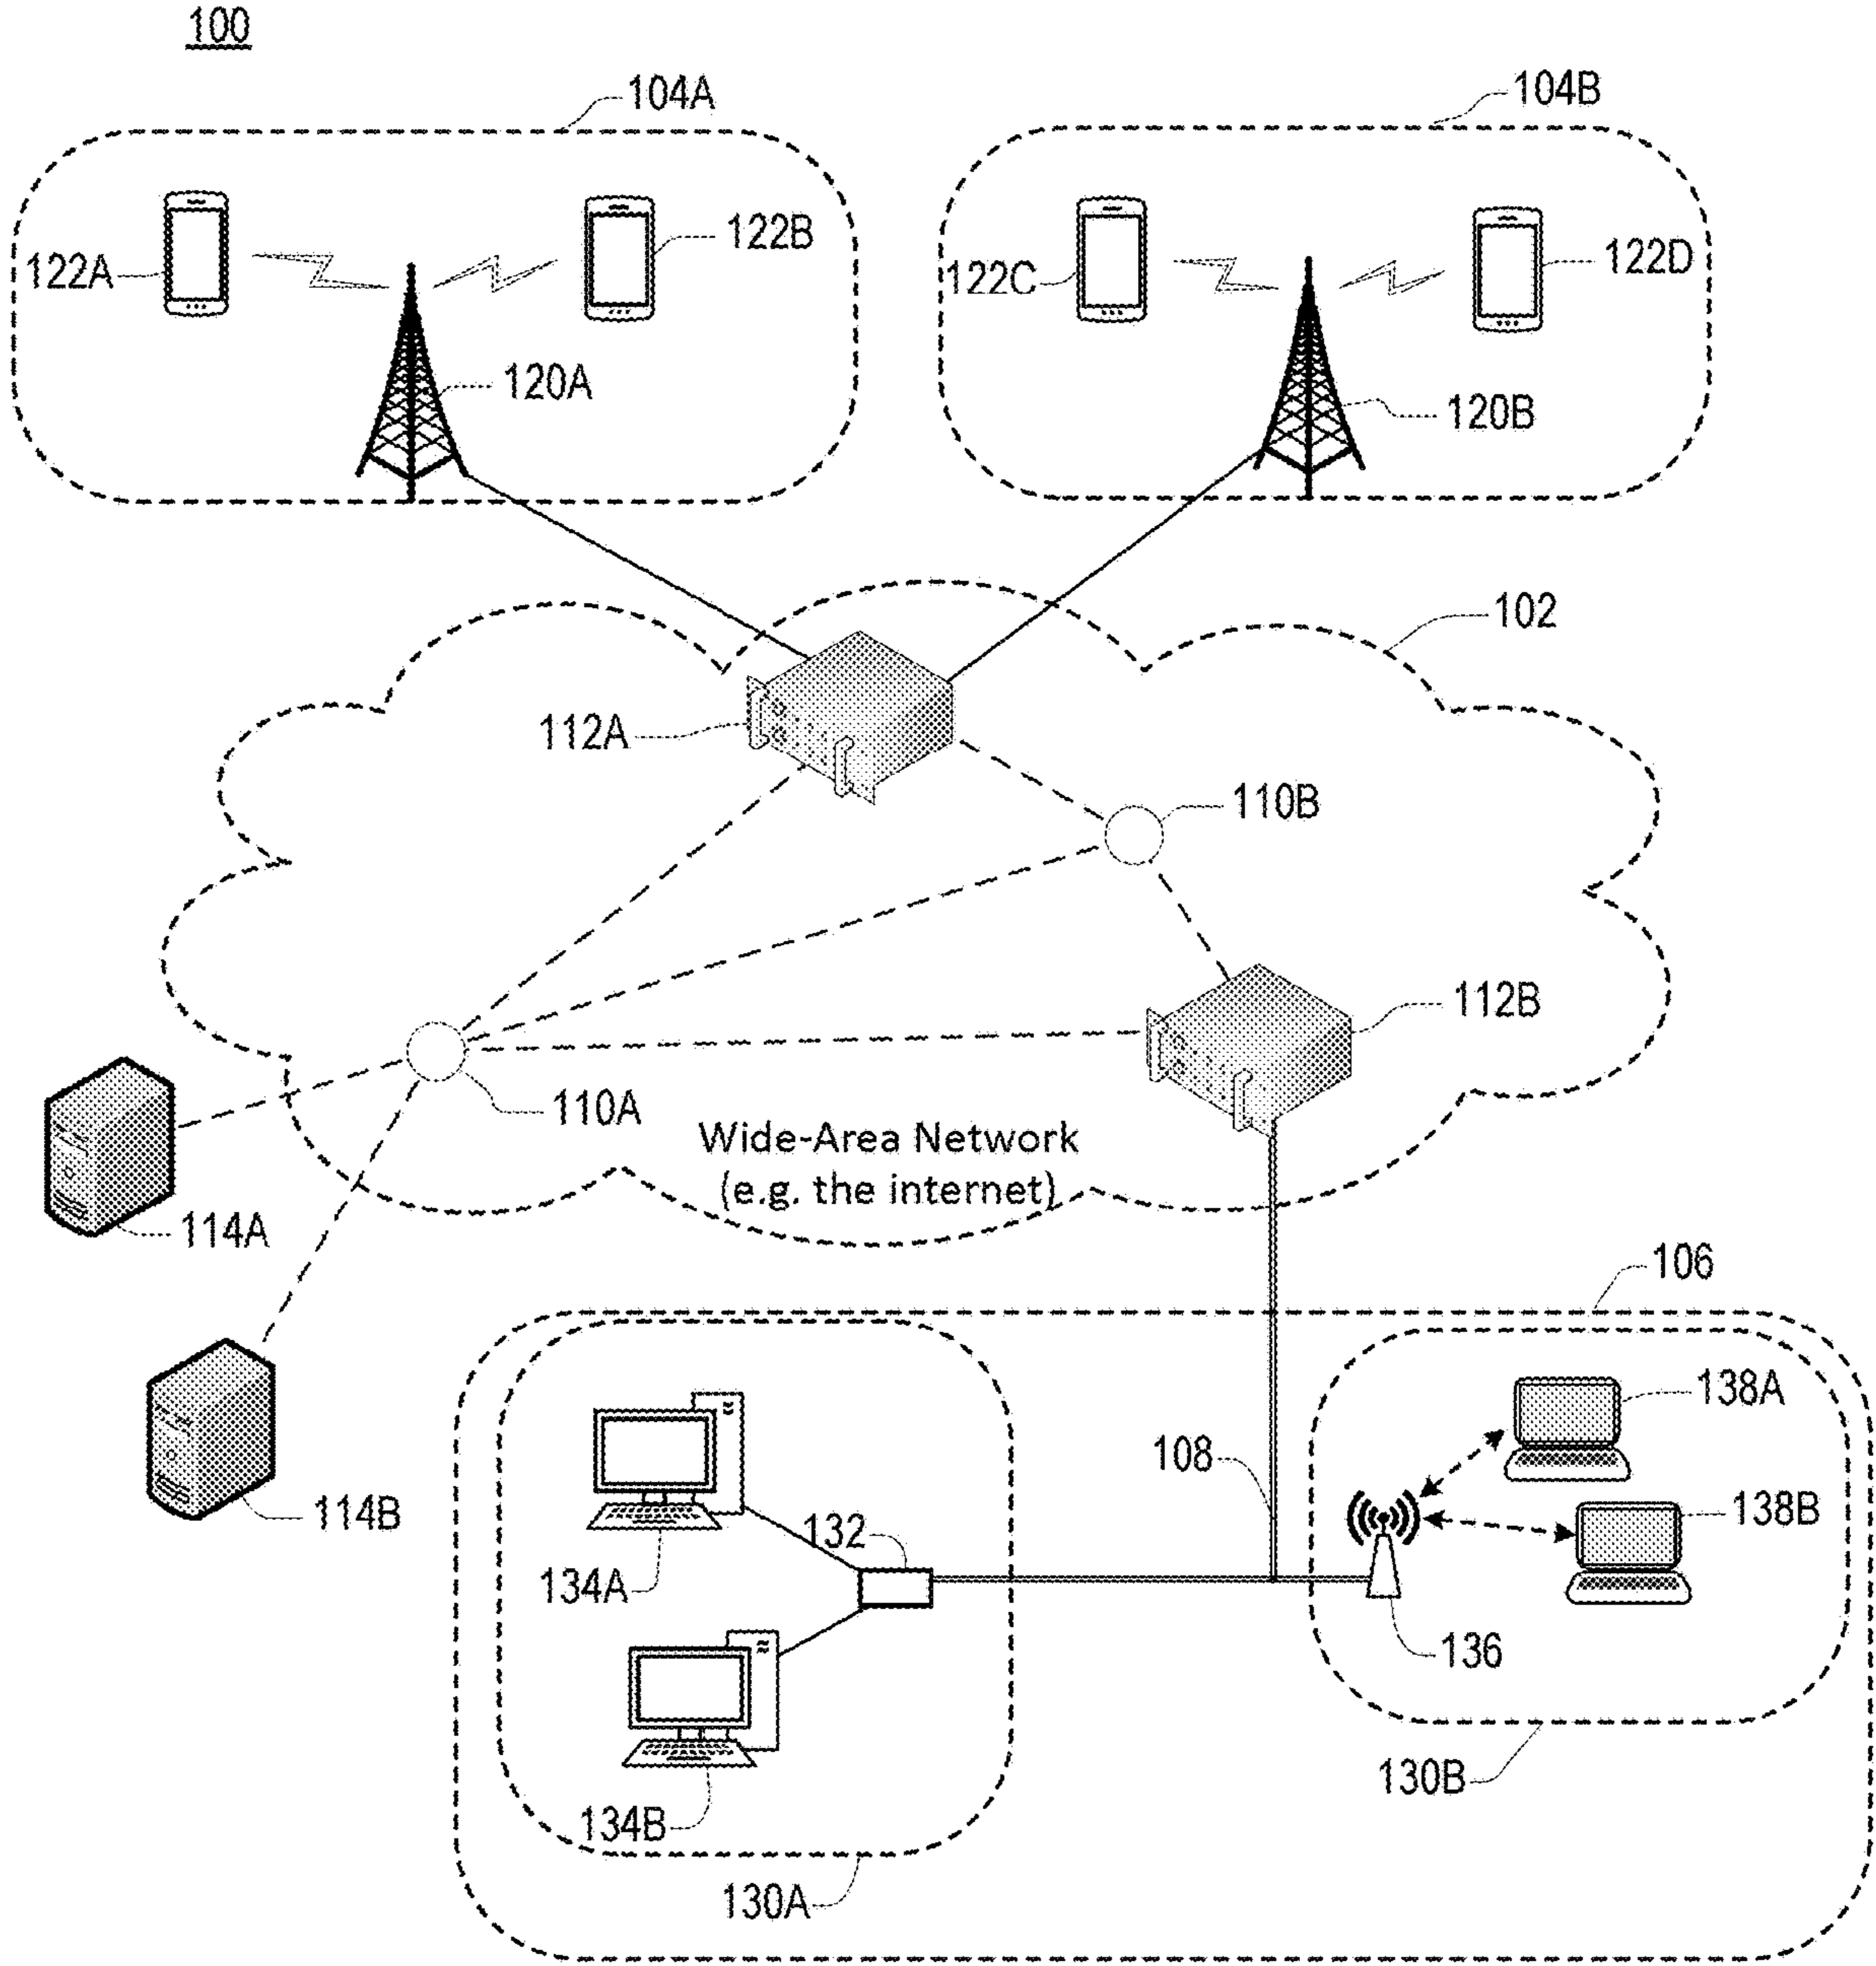 100
104A
104B
122A
122B
122C
122D
120A
120B
102
112A
110B
112B
110A
Wide-Area Network
(e.g. the internet)
114A
106
114B
138A
108
138B
132
134A
136
130B
134B
130A